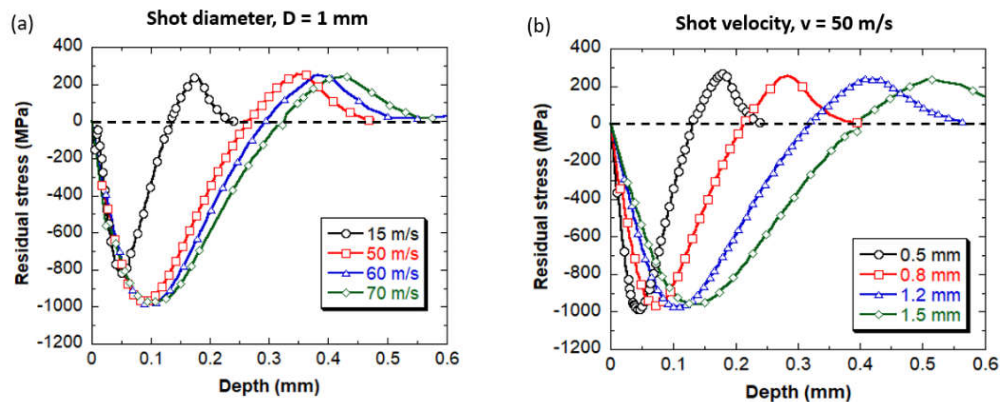 (a)
Shot diameter, D = 1 mm
400
200
0
-200
-400
-600
-800
-1000
-1200
Residual stress (MPa)
15 m/s
50 m/s
60 m/s
70 m/s
0 0.1 0.2 0.3 0.4 0.5 0.6
Depth (mm)
(b)
Shot velocity, v = 50 m/s
400
200
0
-200
-400
-600
-800
-1000
-1200
Residual stress (MPa)
0.5 mm
0.8 mm
1.2 mm
1.5 mm
0 0.1 0.2 0.3 0.4 0.5 0.6
Depth (mm)